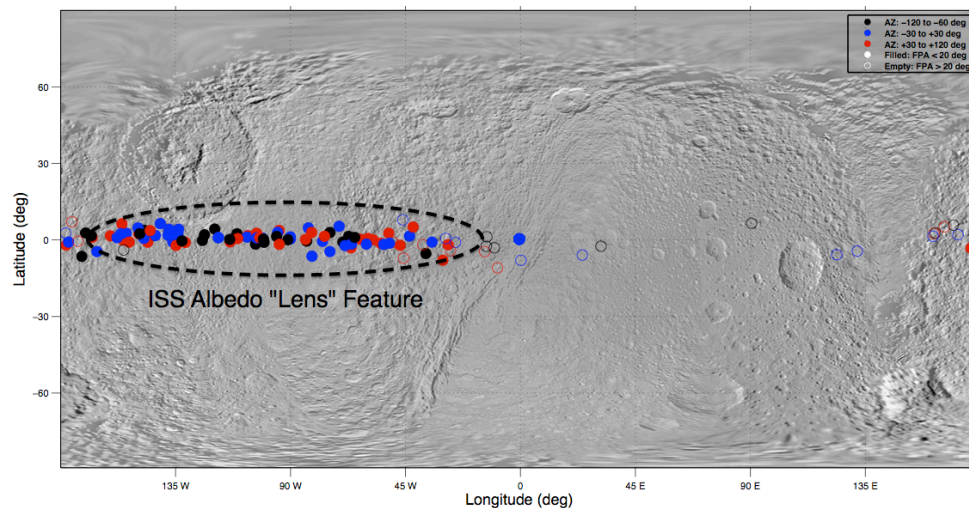 AZ: −120 to −60 deg
AZ: −30 to +30 deg
AZ: +30 to +120 deg
Filled: FPA < 20 deg
Empty: FPA > 20 deg
60
30
0
−30
−60
Latitude (deg)
ISS Albedo "Lens" Feature
135 W
90 W
45 W
0
45 E
90 E
135 E
Longitude (deg)